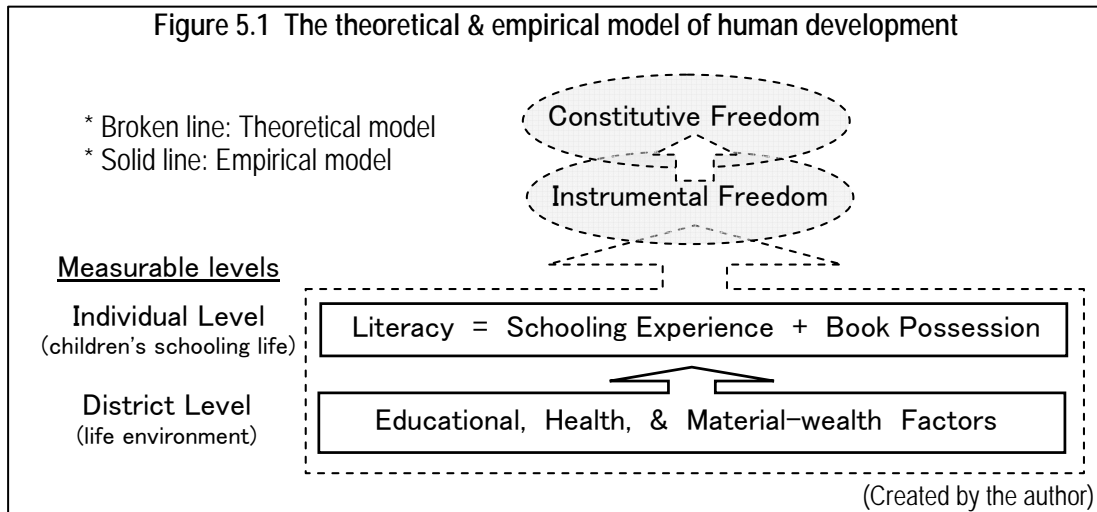 Figure 5.1 The theoretical & empirical model of human development
* Broken line: Theoretical model
* Solid line: Empirical model
Constitutive Freedom
Instrumental Freedom
Measurable levels
Individual Level
(children's schooling life)
Literacy = Schooling Experience + Book Possession
District Level
(life environment)
Educational, Health, & Material-wealth Factors
(Created by the author)